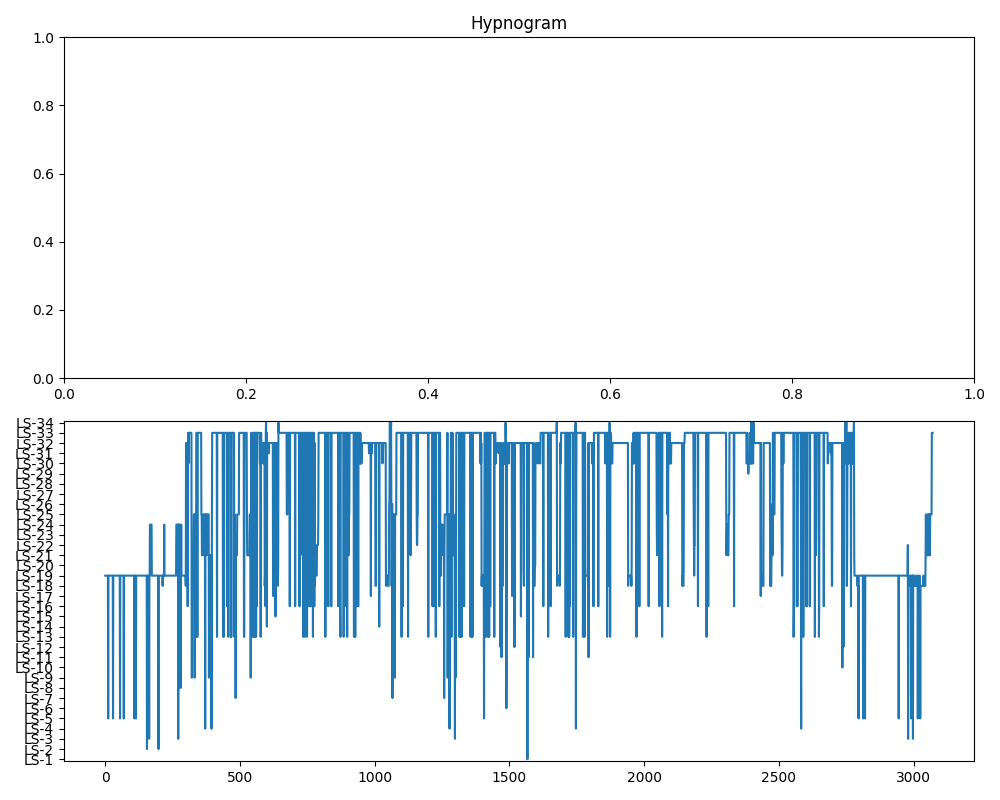 Hypnogram
1.0
0.8
0.6
0.4
0.2
0.0
0.0 0.2 0.4 0.6 0.8 1.0
LS-34
LS-33
LS-32
LS-31
LS-30
LS-29
LS-28
LS-27
LS-26
LS-25
LS-24
LS-23
LS-22
LS-21
LS-20
LS-19
LS-18
LS-17
LS-16
LS-15
LS-14
LS-13
LS-12
LS-11
LS-10
LS-9
LS-8
LS-7
LS-6
LS-5
LS-4
LS-3
LS-2
LS-1
0 500 1000 1500 2000 2500 3000